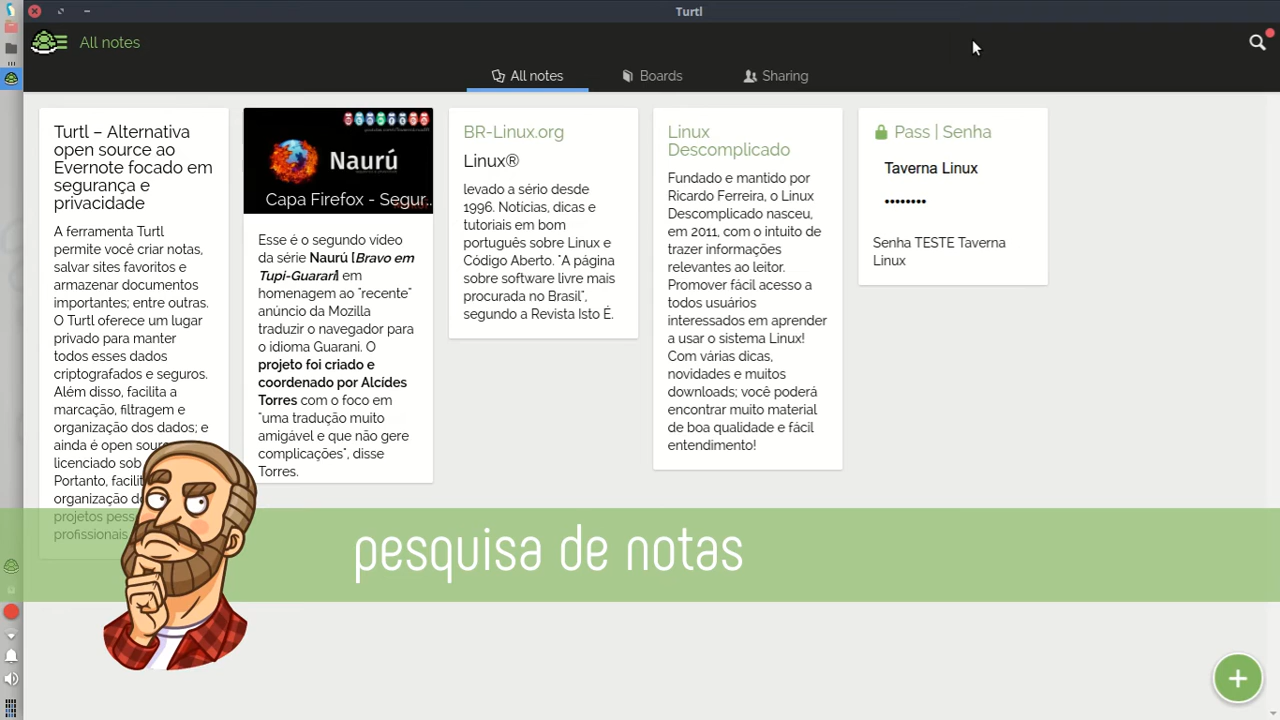 Turtl
All notes
All notes
Boards
Sharing
Turtl – Alternativa
open source ao
Evernote focado em
segurança e
privacidade
A ferramenta Turtl
permite você criar notas,
salvar sites favoritos e
armazenar documentos
importantes; entre outras.
O Turtl oferece um lugar
privado para manter
todos esses dados
criptografados e seguros.
Além disso, facilita a
marcação, filtragem e
organização dos dados; e
ainda é open sour
licenciado sob
Portanto, facilit
organização d
projetos pess
profissionais
Naurú
Capa Firefox - Segur..
Esse é o segundo vídeo
da série Naurú [Bravo em
Tupi-Guarani] em
homenagem ao "recente"
anúncio da Mozilla
traduzir o navegador para
o idioma Guarani. O
projeto foi criado e
coordenado por Alcídes
Torres com o foco em
"uma tradução muito
amigável e que não gere
complicações", disse
Torres.
BR-Linux.org
Linux®
levado a sério desde
1996. Notícias, dicas e
tutoriais em bom
português sobre Linux e
Código Aberto. "A página
sobre software livre mais
procurada no Brasil",
segundo a Revista Isto É.
Linux
Descomplicado
Fundado e mantido por
Ricardo Ferreira, o Linux
Descomplicado nasceu,
em 2011, com o intuito de
trazer informações
relevantes ao leitor.
Promover fácil acesso a
todos usuários
interessados em aprender
a usar o sistema Linux!
Com várias dicas,
novidades e muitos
downloads; você poderá
encontrar muito material
de boa qualidade e fácil
entendimento!
Pass | Senha
Taverna Linux
••••••••
Senha TESTE Taverna
Linux
pesquisa de notas